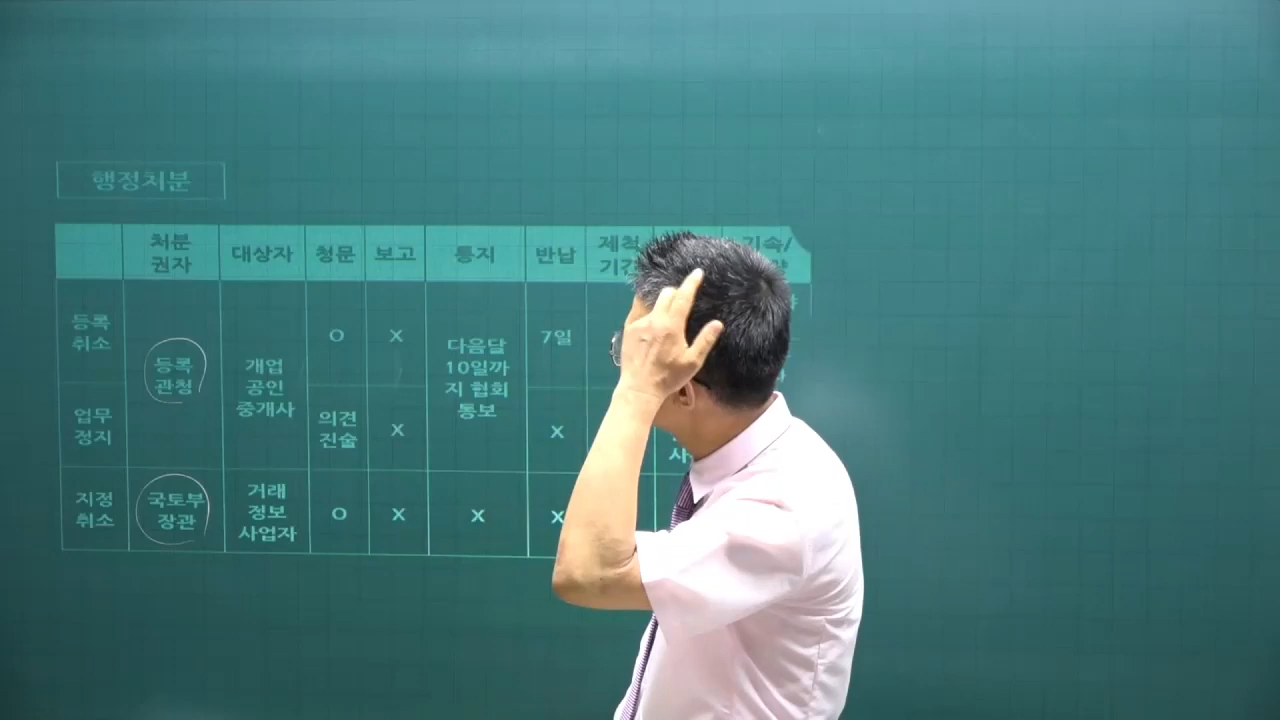 행정처분
처분
권자
대상자
청문
보고
통지
반납
제척
기간
기속/
등록
취소
등록
관청
개업
공인
중개사
O
X
다음달
10일까
지 협회
통보
7일
업무
정지
의견
진술
X
X
사
지정
취소
국토부
장관
거래
정보
사업자
O
X
X
X